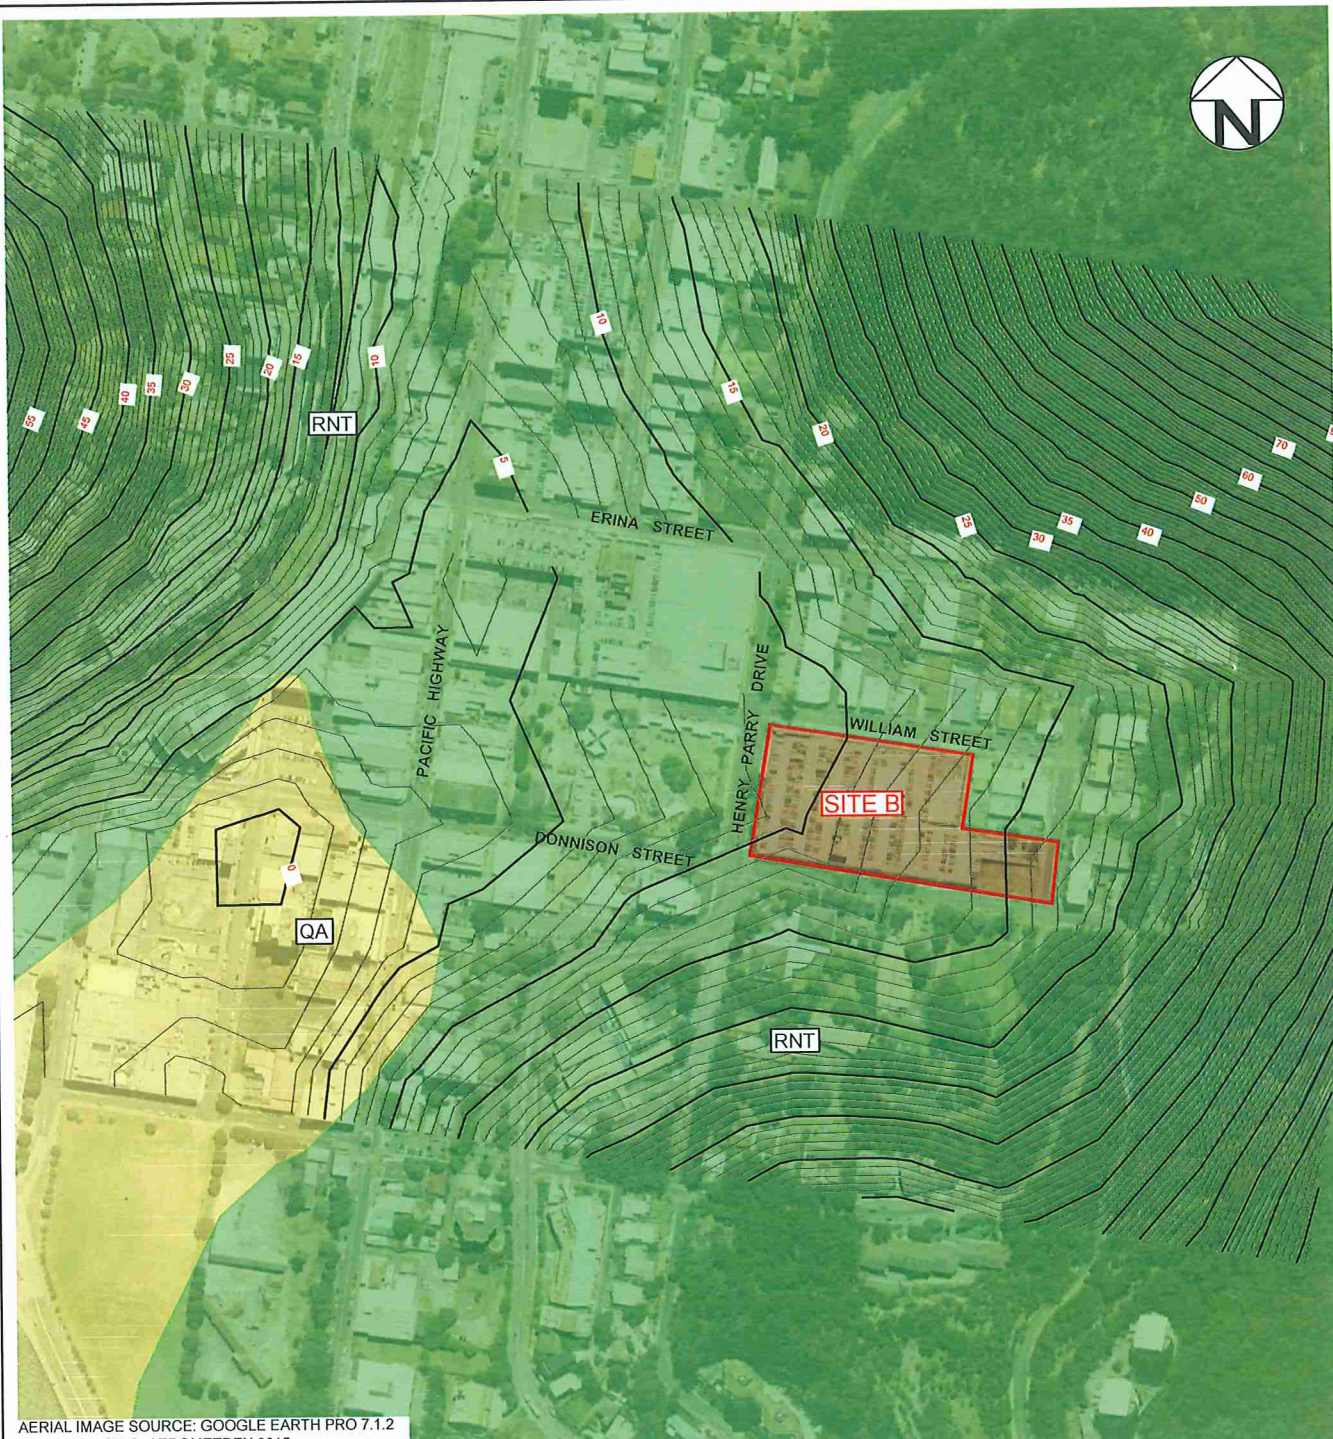 N
10
25
15
10
20
30
35
40
15
45
55
RNT
20
5
70
60
50
ERINA STREET
25
35
30
40
PACIFIC HIGHWAY
HENRY PARRY DRIVE
WILLIAM STREET
SITE B
DONNISON STREET
0
QA
RNT
AERIAL IMAGE SOURCE: GOOGLE EARTH PRO 7.1.2